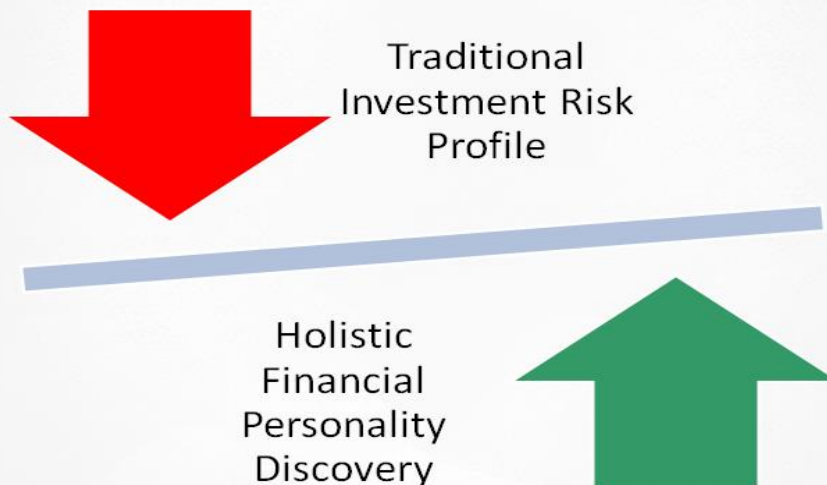 Traditional
Investment Risk
Profile
Holistic
Financial
Personality
Discovery